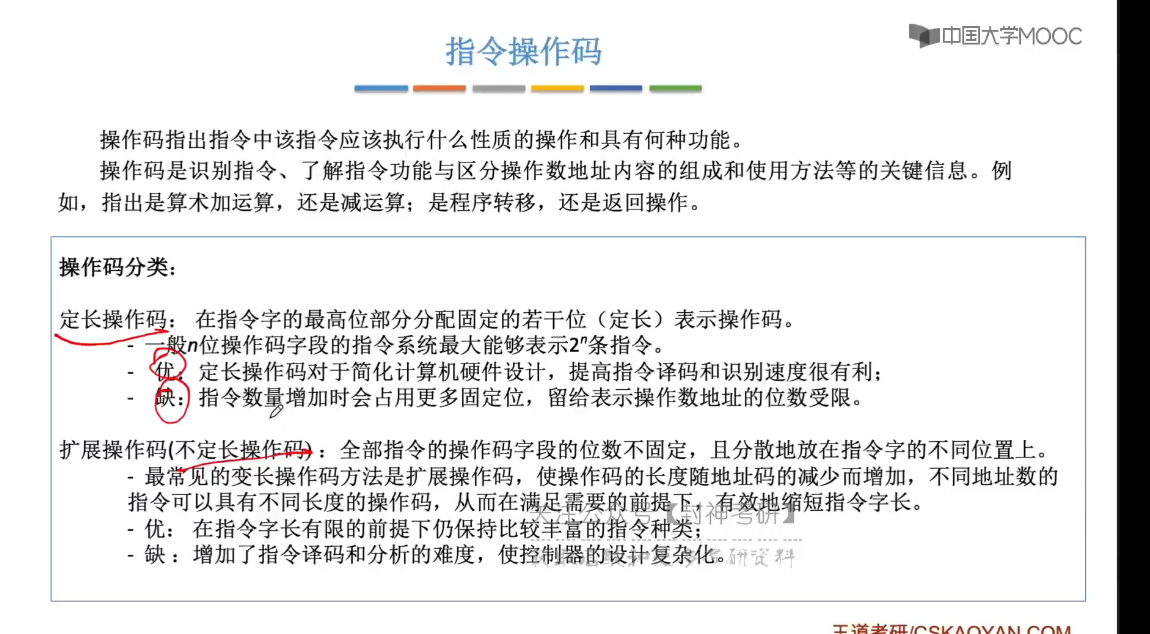 指令操作码
中国大学MOOC
操作码指出指令中该指令应该执行什么性质的操作和具有何种功能。
操作码是识别指令、了解指令功能与区分操作数地址内容的组成和使用方法等的关键信息。例
如，指出是算术加运算，还是减运算；是程序转移，还是返回操作。
操作码分类：
定长操作码： 在指令字的最高位部分分配固定的若干位（定长）表示操作码。
- 一般n位操作码字段的指令系统最大能够表示2ⁿ条指令。
- 优：定长操作码对于简化计算机硬件设计，提高指令译码和识别速度很有利；
- 缺：指令数量增加时会占用更多固定位，留给表示操作数地址的位数受限。
扩展操作码(不定长操作码)：全部指令的操作码字段的位数不固定，且分散地放在指令字的不同位置上。
- 最常见的变长操作码方法是扩展操作码，使操作码的长度随地址码的减少而增加，不同地址数的
指令可以具有不同长度的操作码，从而在满足需要的前提下，有效地缩短指令字长。
关注公众号【封神考研】
- 优： 在指令字长有限的前提下仍保持比较丰富的指令种类；
- 缺 ：增加了指令译码和分析的难度，使控制器的设计复杂化。
王道考研/CSKAOYAN.COM